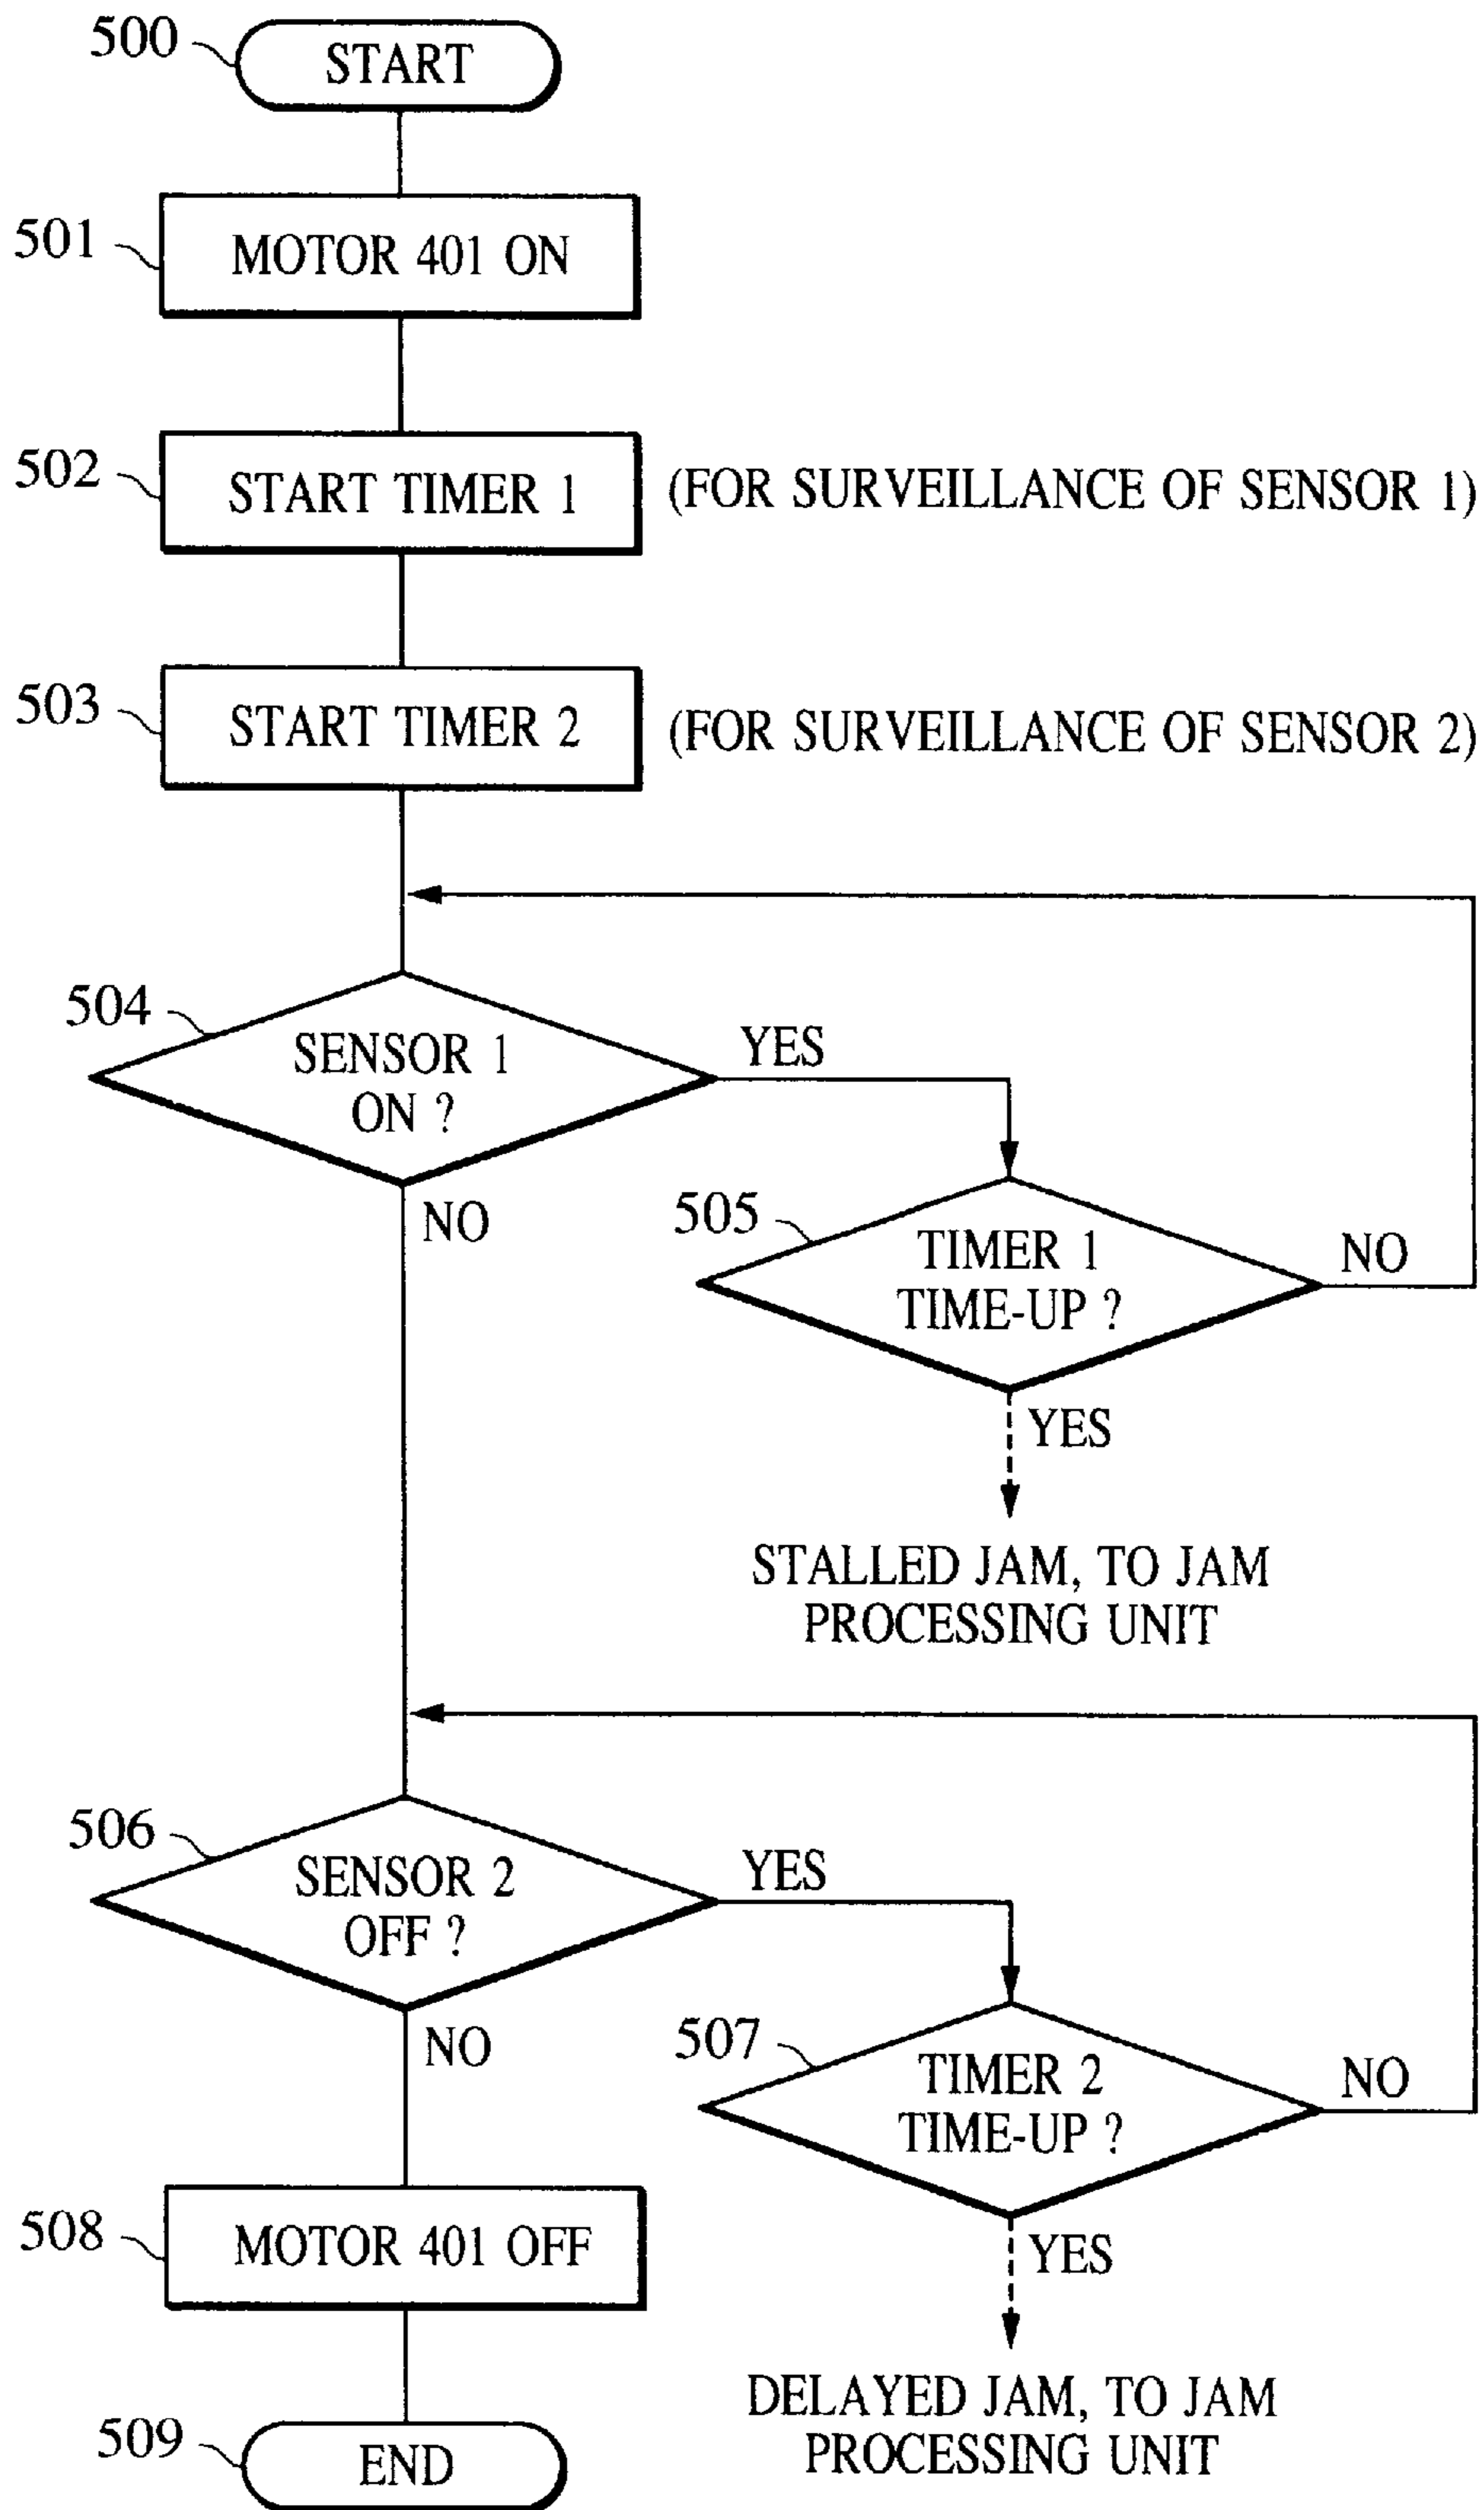 500
START
501
MOTOR 401 ON
502
START TIMER 1
(FOR SURVEILLANCE OF SENSOR 1)
503
START TIMER 2
(FOR SURVEILLANCE OF SENSOR 2)
504
SENSOR 1
ON ?
YES
NO
505
TIMER 1
TIME-UP ?
NO
YES
STALLED JAM, TO JAM
PROCESSING UNIT
506
SENSOR 2
OFF ?
YES
NO
507
TIMER 2
TIME-UP ?
NO
YES
508
MOTOR 401 OFF
DELAYED JAM, TO JAM
PROCESSING UNIT
509
END